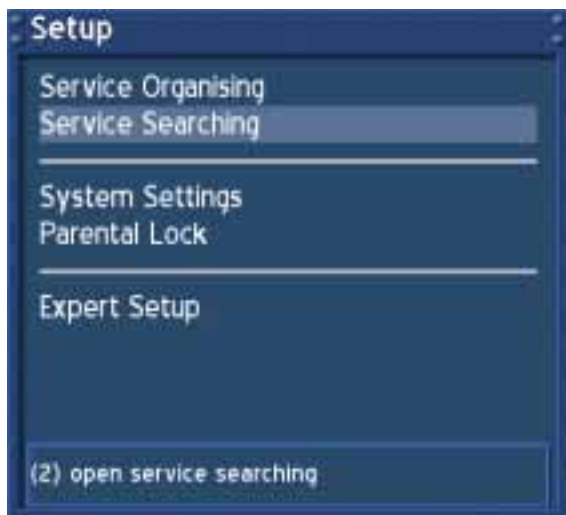 Setup
Service Organising
Service Searching
System Settings
Parental Lock
Expert Setup
(2) open service searching